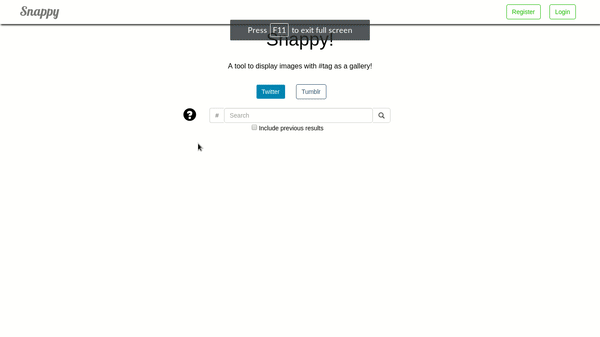 Snappy
Register
Login
Press F11 to exit full screen
Snappy!
A tool to display images with #tag as a gallery!
Twitter
Tumblr
?
# Search
Include previous results